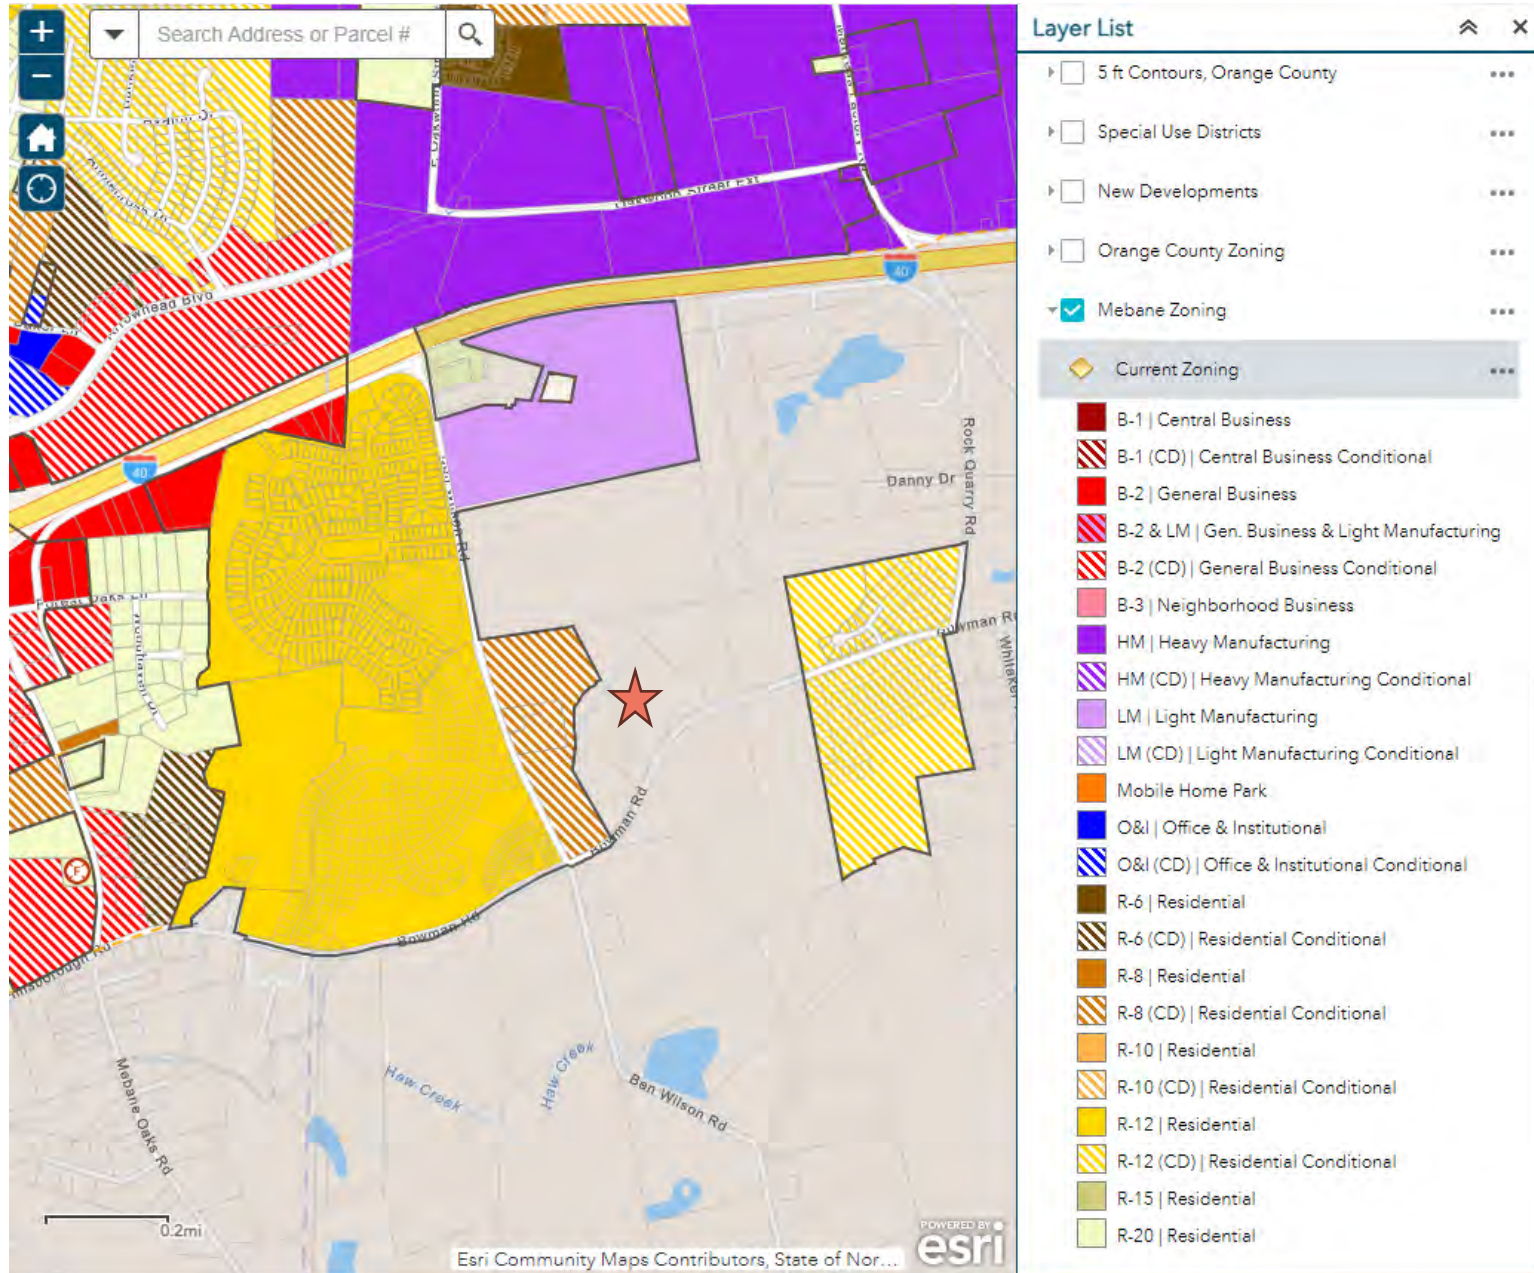 +
Search Address or Parcel #
−
Layer List
5 ft Contours, Orange County
Special Use Districts
New Developments
Orange County Zoning
Mebane Zoning
Current Zoning
B-1 | Central Business
B-1 (CD) | Central Business Conditional
B-2 | General Business
B-2 & LM | Gen. Business & Light Manufacturing
B-2 (CD) | General Business Conditional
B-3 | Neighborhood Business
HM | Heavy Manufacturing
HM (CD) | Heavy Manufacturing Conditional
LM | Light Manufacturing
LM (CD) | Light Manufacturing Conditional
Mobile Home Park
O&I | Office & Institutional
O&I (CD) | Office & Institutional Conditional
R-6 | Residential
R-6 (CD) | Residential Conditional
R-8 | Residential
R-8 (CD) | Residential Conditional
R-10 | Residential
R-10 (CD) | Residential Conditional
R-12 | Residential
R-12 (CD) | Residential Conditional
R-15 | Residential
R-20 | Residential
Oakwood Street Ext
40
40
Arrowhead Blvd
Danny Dr
Rock Quarry Rd
Forest Oaks Ln
Bowman Rd
Bowman Rd
F
Haw Creek
Haw Creek
Ben Wilson Rd
Mebane Oaks Rd
0.2mi
Esri Community Maps Contributors, State of Nor...
POWERED BY
esri